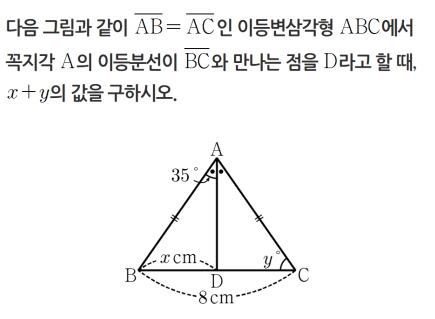 다음 그림과 같이 AB=AC인 이등변삼각형 ABC에서
꼭지각 A의 이등분선이 BC와 만나는 점을 D라고 할 때,
x+y의 값을 구하시오.
A
35°
x cm
y°
B
D
C
8 cm